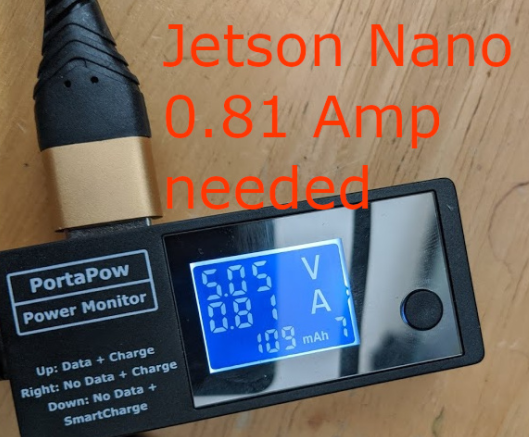 Jetson Nano
0.81 Amp
needed
PortaPow
Power Monitor
Up: Data + Charge
Right: No Data + Charge
Down: No Data +
SmartCharge
5.05 V
0.81 A
109 mAh 7